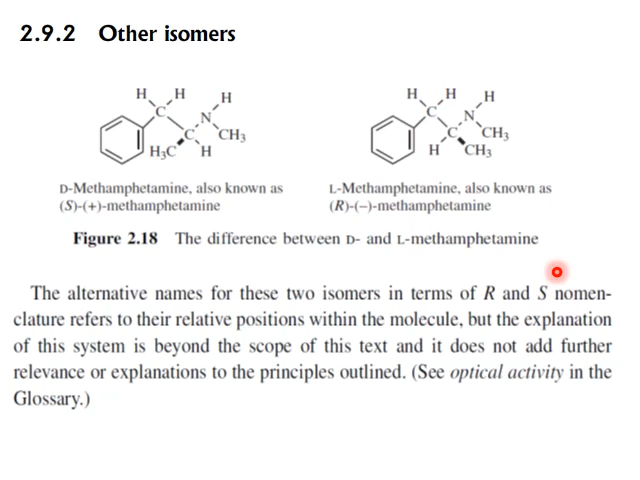 2.9.2 Other isomers
H H H
C N
C CH3
H3C H
H H H
C N
C CH3
H CH3
D-Methamphetamine, also known as
(S)-(+)-methamphetamine
L-Methamphetamine, also known as
(R)-(−)-methamphetamine
Figure 2.18 The difference between D- and L-methamphetamine
The alternative names for these two isomers in terms of R and S nomen-
clature refers to their relative positions within the molecule, but the explanation
of this system is beyond the scope of this text and it does not add further
relevance or explanations to the principles outlined. (See optical activity in the
Glossary.)